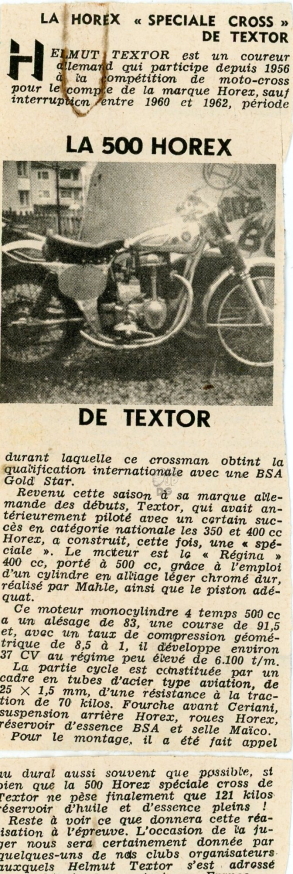 LA HOREX « SPECIALE CROSS »
DE TEXTOR
HELMUT TEXTOR est un coureur
allemand qui participe depuis 1956
à la compétition de moto-cross
pour le compte de la marque Horex, sauf
interruption entre 1960 et 1962, période
LA 500 HOREX
DE TEXTOR
durant laquelle ce crossman obtint la
qualification internationale avec une BSA
Gold Star.
Revenu cette saison à sa marque alle-
mande des débuts, Textor, qui avait an-
térieurement piloté avec un certain suc-
cès en catégorie nationale les 350 et 400
Horex, a construit, cette fois, une « spé-
ciale ». Le moteur est la « Régina »
400 cc, porté à 500 cc, grâce à l'emploi
d'un cylindre en alliage léger chromé dur,
réalisé par Mahle, ainsi que le piston adé-
quat.
Ce moteur monocylindre 4 temps 500 cc
a un alésage de 83, une course de 91,5
et, avec un taux de compression géomé-
trique de 8,5 à 1, il développe environ
37 CV au régime peu élevé de 6.100 t/m.
La partie cycle est constituée par un
cadre en tubes d'acier type aviation, de
25 × 1,5 mm, d'une résistance à la trac-
tion de 70 kilos. Fourche avant Ceriani,
suspension arrière Horex, roues Horex,
réservoir d'essence BSA et selle Maïco.
Pour le montage, il a été fait appel
au dural aussi souvent que possible, si
bien que la 500 Horex spéciale cross de
Textor ne pèse finalement que 121 kilos
réservoir d'huile et d'essence pleins !
Reste à voir ce que donnera cette réa-
isation à l'épreuve. L'occasion de la ju-
ger nous sera certainement donnée par
quelques-uns de nos clubs organisateurs
auxquels Helmut Textor s'est adressé